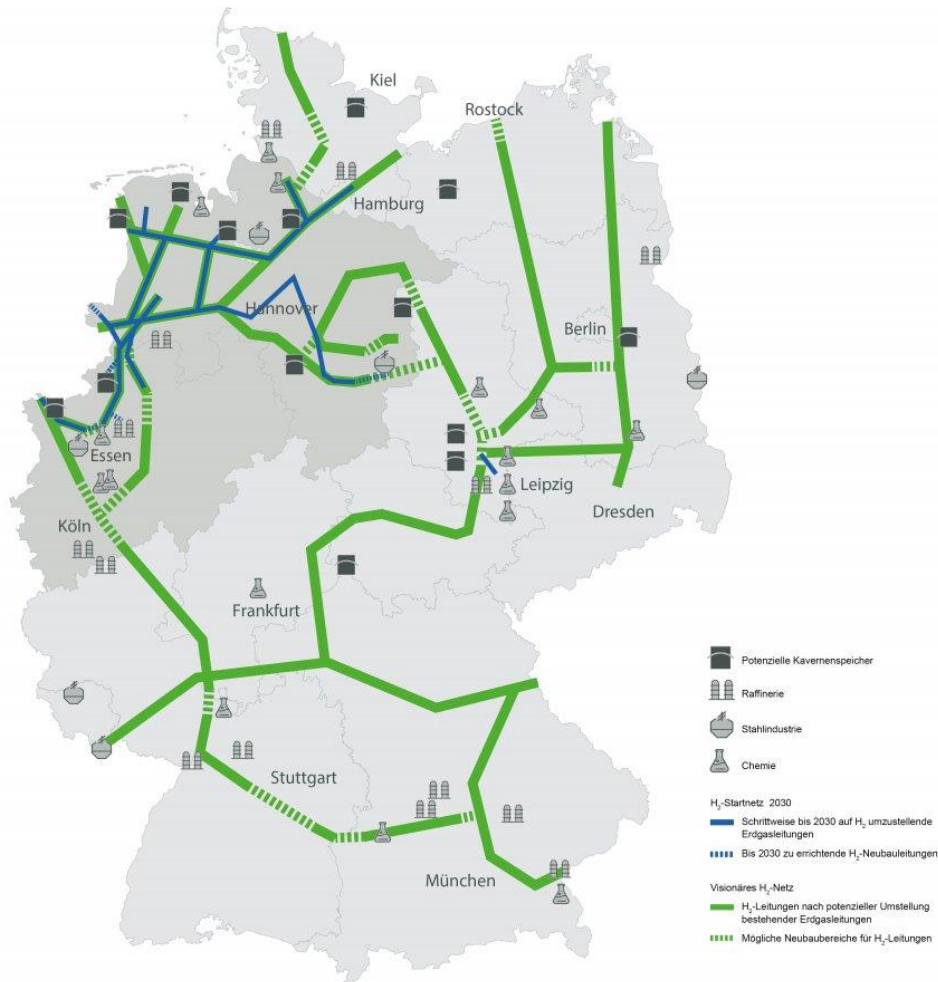 Kiel
Rostock
Hamburg
Hannover
Berlin
Essen
Leipzig
Dresden
Köln
Frankfurt
Stuttgart
München
Potenzielle Kavernenspeicher
Raffinerie
Stahlindustrie
Chemie
H₂-Startnetz 2030
Schrittweise bis 2030 auf H₂ umzustellende
Erdgasleitungen
Bis 2030 zu errichtende H₂-Neubauleitungen
Visionäres H₂-Netz
H₂-Leitungen nach potenzieller Umstellung
bestehender Erdgasleitungen
Mögliche Neubaubereiche für H₂-Leitungen